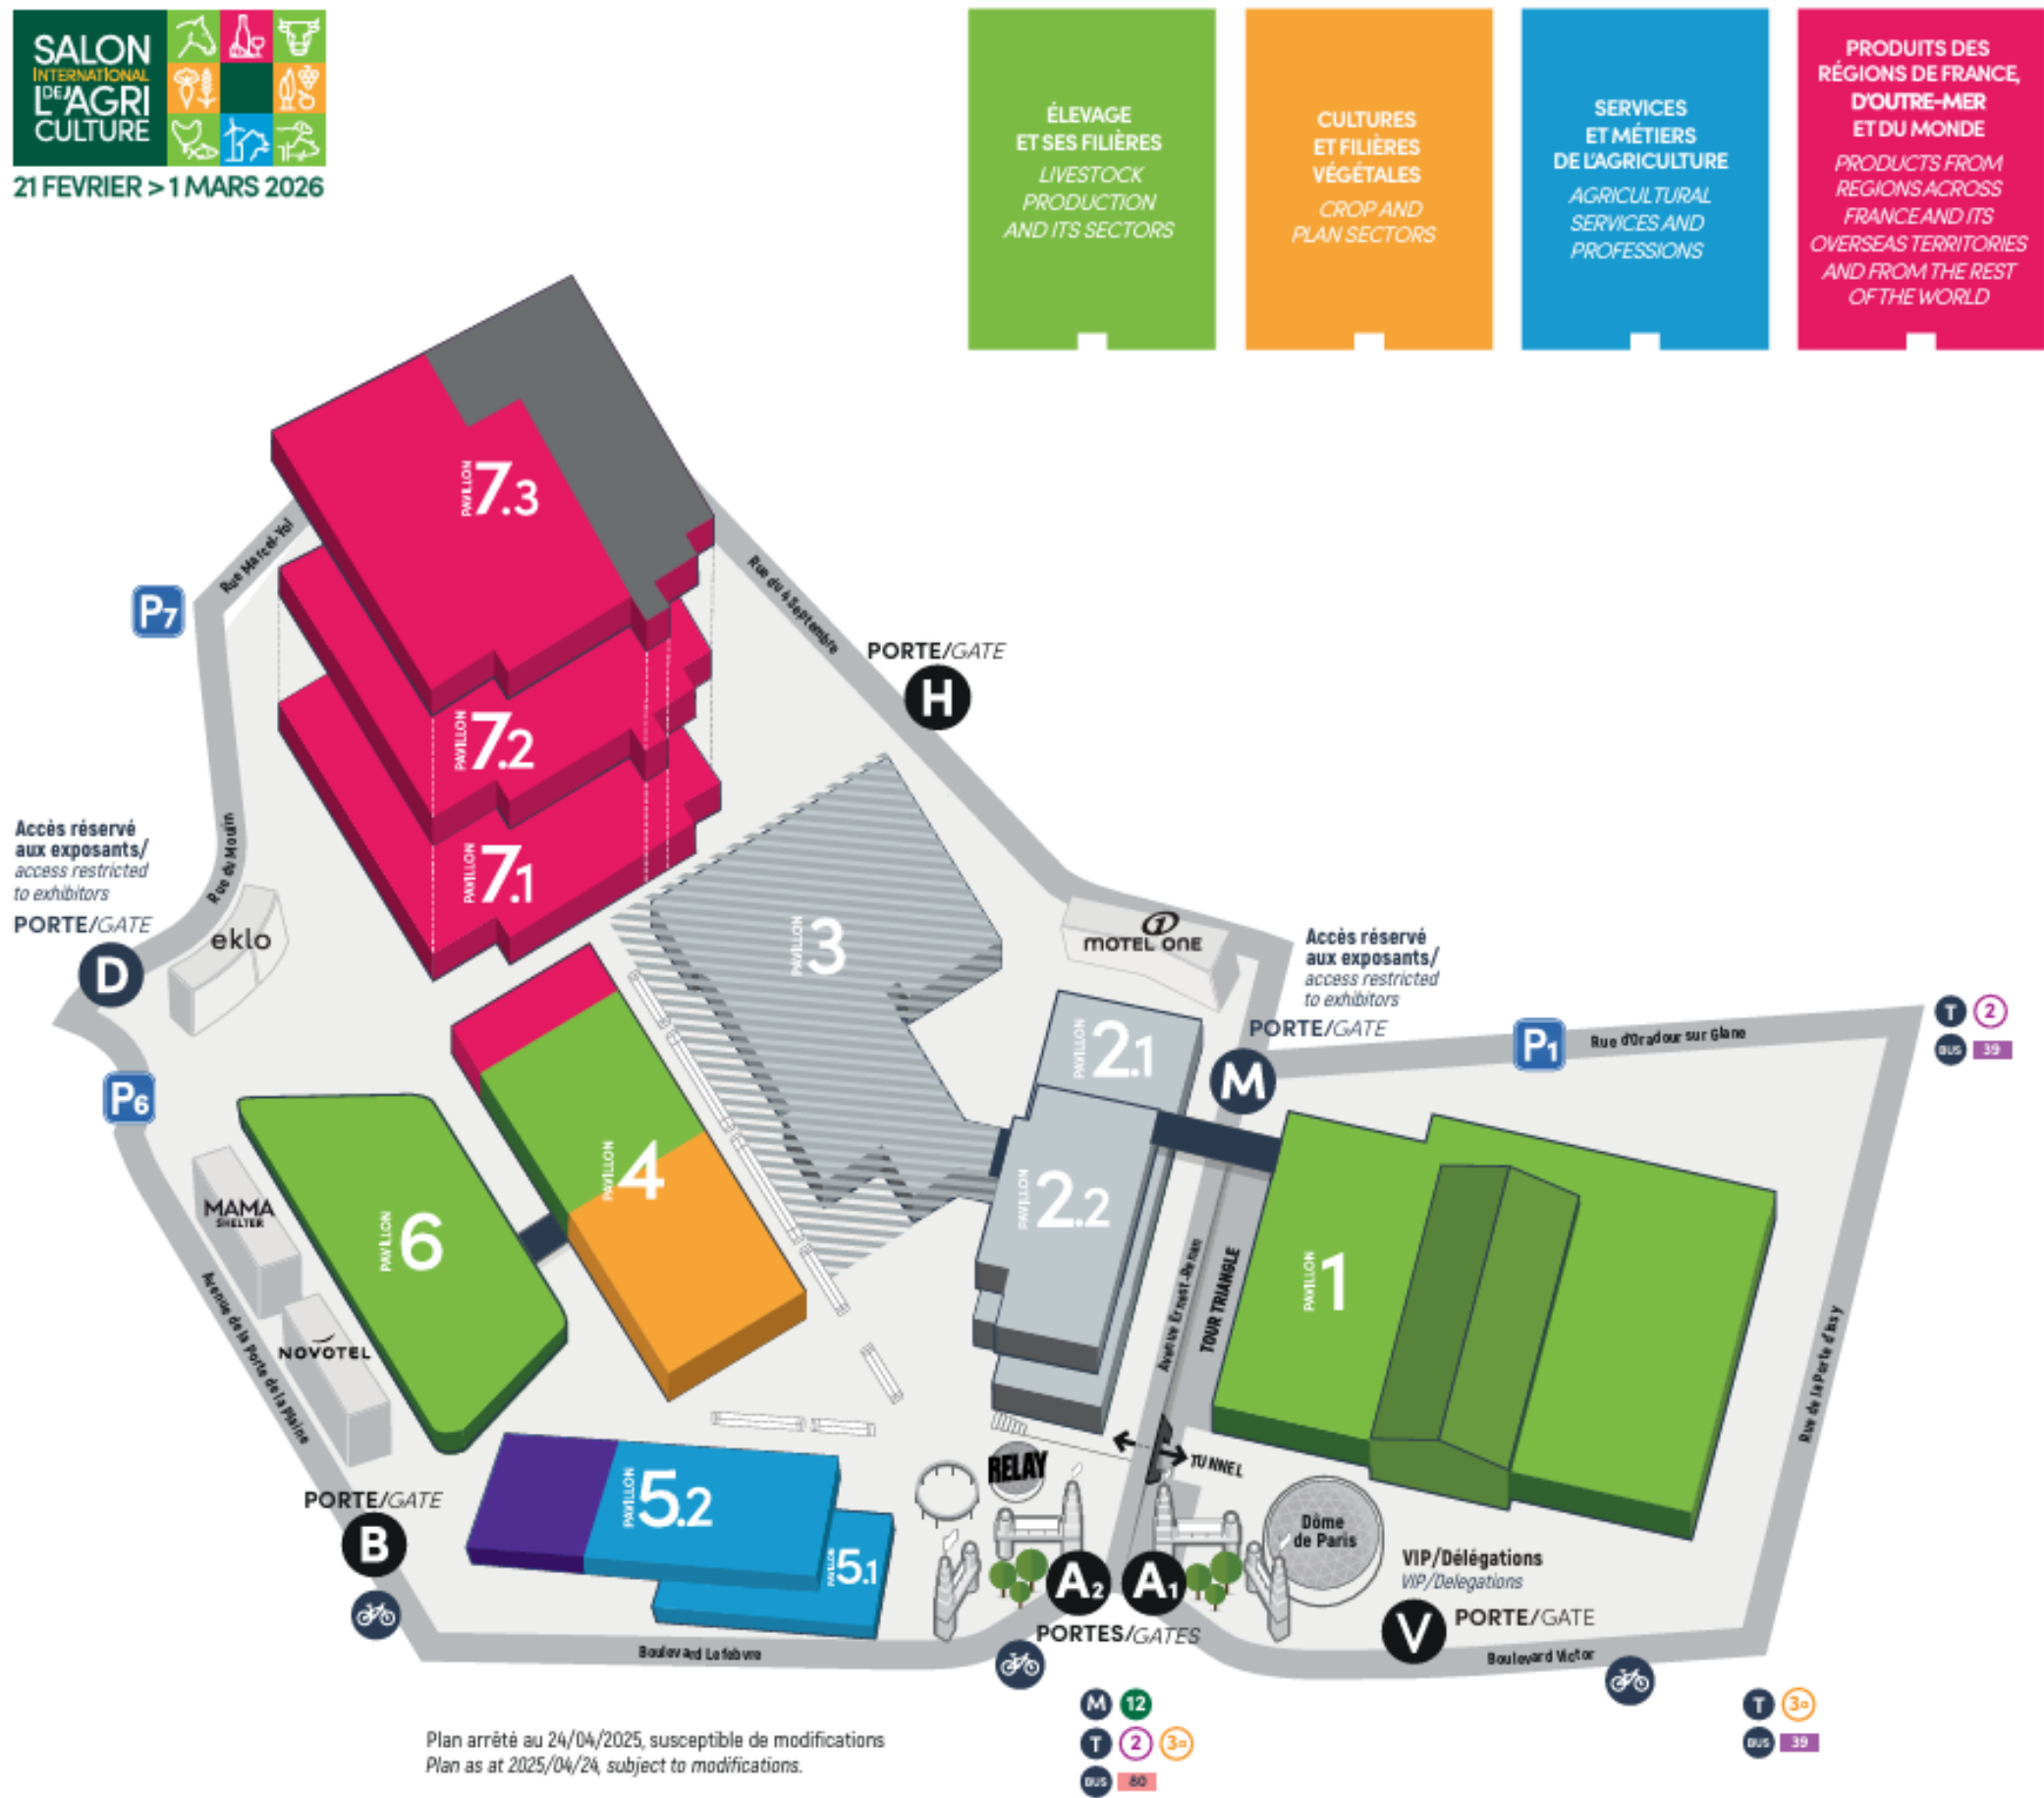 SALON
INTERNATIONAL
DE L'AGRI
CULTURE
21 FEVRIER > 1 MARS 2026
ÉLEVAGE
ET SES FILIÈRES
LIVESTOCK
PRODUCTION
AND ITS SECTORS
CULTURES
ET FILIÈRES
VÉGÉTALES
CROP AND
PLAN SECTORS
SERVICES
ET MÉTIERS
DE L'AGRICULTURE
AGRICULTURAL
SERVICES AND
PROFESSIONS
PRODUITS DES
RÉGIONS DE FRANCE,
D'OUTRE-MER
ET DU MONDE
PRODUCTS FROM
REGIONS ACROSS
FRANCE AND ITS
OVERSEAS TERRITORIES
AND FROM THE REST
OF THE WORLD
PAVILLON 7.3
Rue Marcel-Yol
P7
Rue du 4 Septembre
PORTE/GATE
H
PAVILLON 7.2
PAVILLON 7.1
Rue du Moulin
Accès réservé
aux exposants/
access restricted
to exhibitors
PORTE/GATE
D
eklo
PAVILLON 3
MOTEL ONE
Accès réservé
aux exposants/
access restricted
to exhibitors
PORTE/GATE
M
P1
Rue d'Oradour sur Glane
T 2
BUS 39
PAVILLON 2.1
P6
PAVILLON 4
PAVILLON 2.2
MAMA
SHELTER
PAVILLON 6
PAVILLON 1
Avenue Ernest-Renan
TOUR TRIANGLE
NOVOTEL
Avenue de la Porte de la Plaine
Rue de la Porte d'Issy
TUNNEL
RELAY
PAVILLON 5.2
PAVILLON 5.1
PORTE/GATE
B
Dôme
de Paris
VIP/Délégations
VIP/Delegations
V PORTE/GATE
A2 A1
PORTES/GATES
Boulevard Lefebvre
Boulevard Victor
M 12
T 2 3a
BUS 80
T 3a
BUS 39
Plan arrêté au 24/04/2025, susceptible de modifications
Plan as at 2025/04/24, subject to modifications.